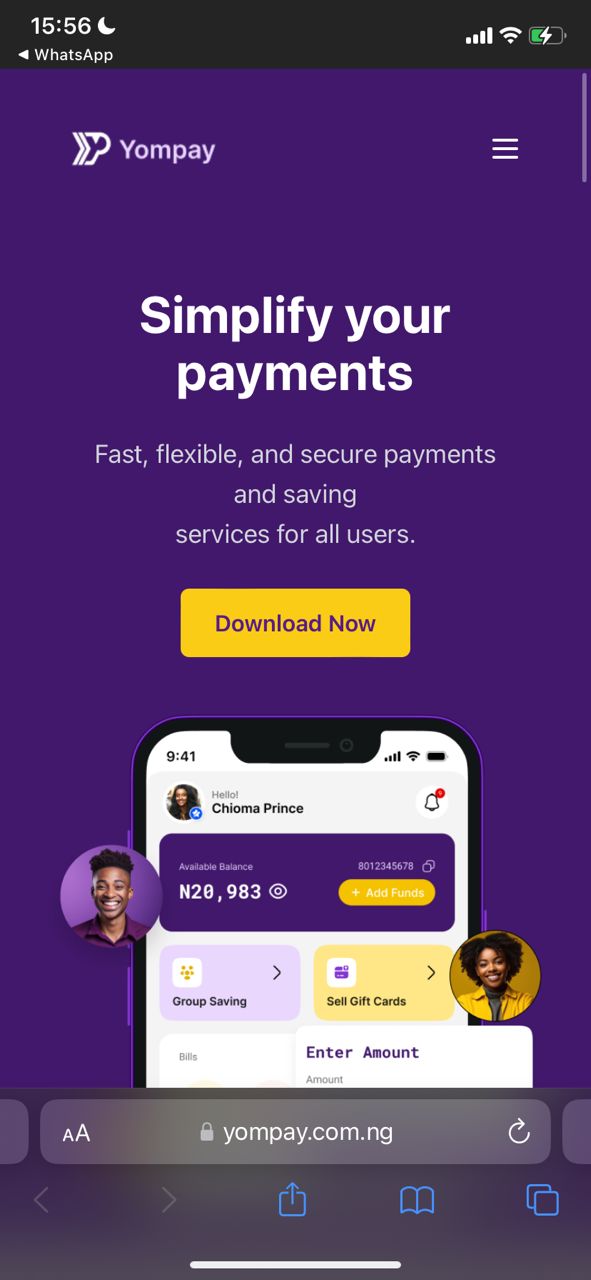 15:56
◀ WhatsApp
Yompay
Simplify your
payments
Fast, flexible, and secure payments
and saving
services for all users.
Download Now
9:41
Hello!
Chioma Prince
Available Balance
8012345678
N20,983
+ Add Funds
Group Saving
Sell Gift Cards
Bills
Enter Amount
Amount
AA
yompay.com.ng